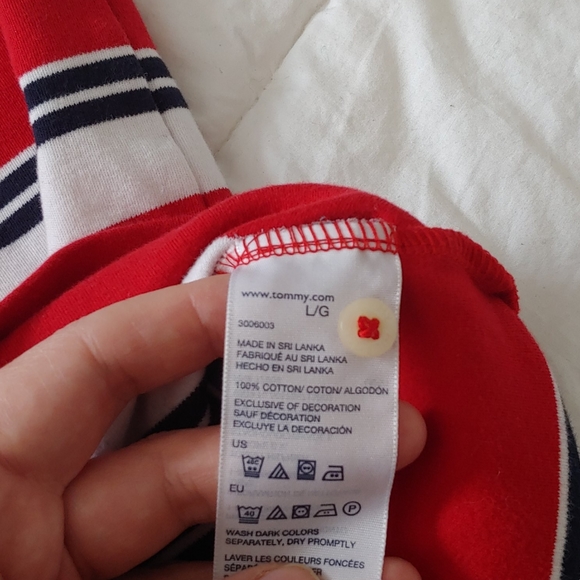 www.tommy.com
L/G
3006003
MADE IN SRI LANKA
FABRIQUÉ AU SRI LANKA
HECHO EN SRI LANKA
100% COTTON/ COTON/ ALGODÓN
EXCLUSIVE OF DECORATION
SAUF DÉCORATION
EXCLUYE LA DECORACIÓN
US
EU
40
P
WASH DARK COLORS
SEPARATELY, DRY PROMPTLY
LAVER LES COULEURS FONCÉES